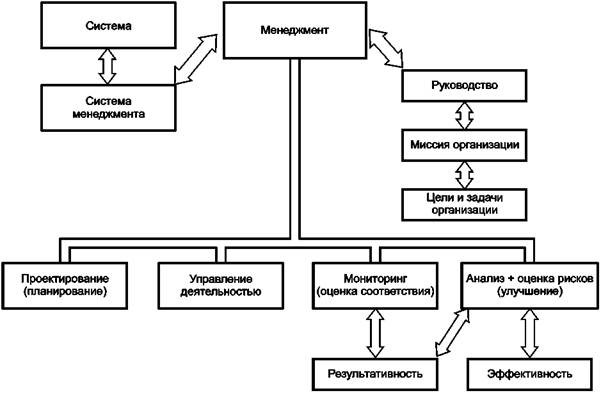 Система
Менеджмент
Система
менеджмента
Руководство
Миссия организации
Цели и задачи
организации
Проектирование
(планирование)
Управление
деятельностью
Мониторинг
(оценка соответствия)
Анализ + оценка рисков
(улучшение)
Результативность
Эффективность